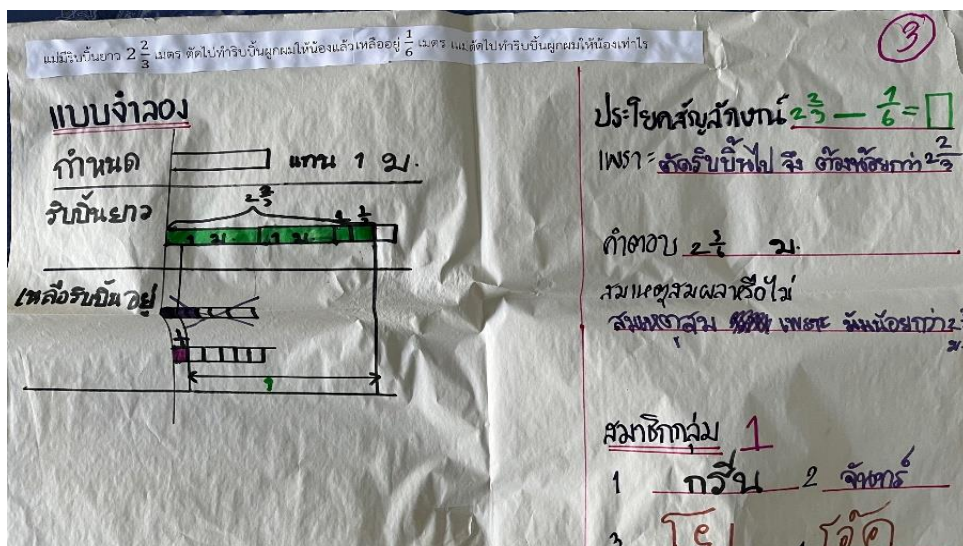 แม่มีริบบิ้นยาว 2 2/3 เมตร ตัดไปทำริบบิ้นผูกผมให้น้องแล้วเหลืออยู่ 1/6 เมตร แม่ตัดไปทำริบบิ้นผูกผมให้น้องเท่าไร
3
แบบจำลอง
กำหนด แทน 1 ม.
ริบบิ้นยาว
2 2/3
1 ม. 1 ม.
เหลือริบบิ้นอยู่
?
ประโยคสัญลักษณ์ 2 2/3 — 1/6 = □
เพราะ ตัดริบบิ้นไป จึง ต้องน้อยกว่า 2 2/3
คำตอบ 2 3/6 ม.
สมเหตุสมผลหรือไม่
สมเหตุสม เพราะ มันน้อยกว่า
ม.
สมาชิกกลุ่ม 1
1 กรีน 2 จันทร์
3